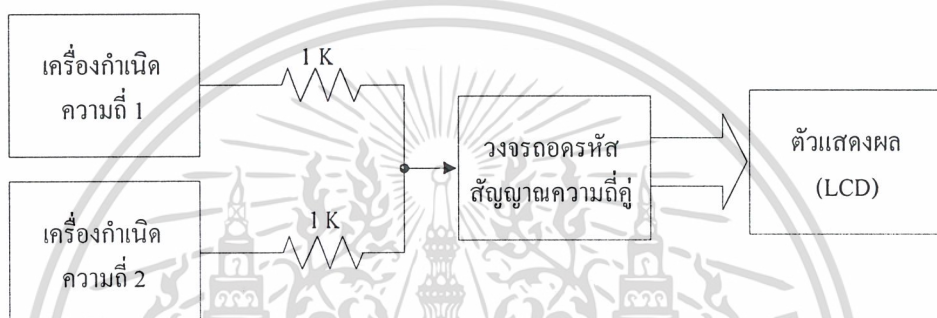 เครื่องกำเนิด
ความถี่ 1
1 K
วงจรถอดรหัส
สัญญาณความถี่คู่
ตัวแสดงผล
(LCD)
เครื่องกำเนิด
ความถี่ 2
1 K